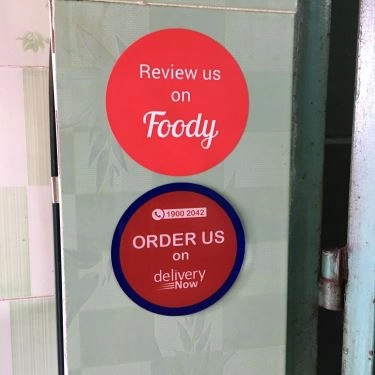 Review us
on
Foody
1900 2042
ORDER US
on
delivery
Now